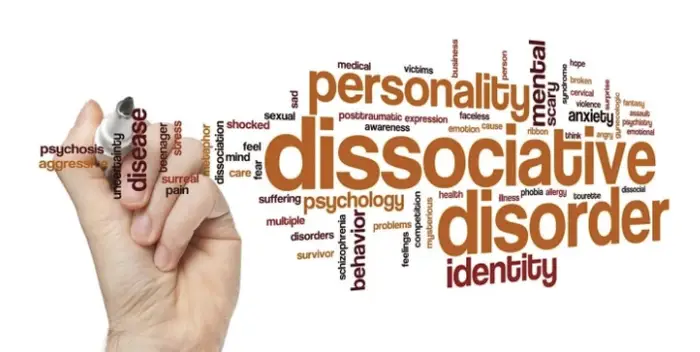 medical
victims
business
person
hope
personality
mental
scary
syndrome
broken
cervical
gynecologic
surprise
fantasy
sad
sexual
posttraumatic expression
faceless
violence
anxiety
assault
psychiatry
shocked
awareness
emotion
cause
ribbon
think
angry
emotional
disease
teenager
stress
metaphor
dissociation
feel
mind
fear
care
dissociative
psychosis
aggressive
uncertainty
surreal
pain
suffering
psychology
health
illness
phobia
allergy
tourette
dissocial
multiple
disorders
survivor
schizophrenia
behavior
problems
feelings
competition
mysterious
disorder
identity